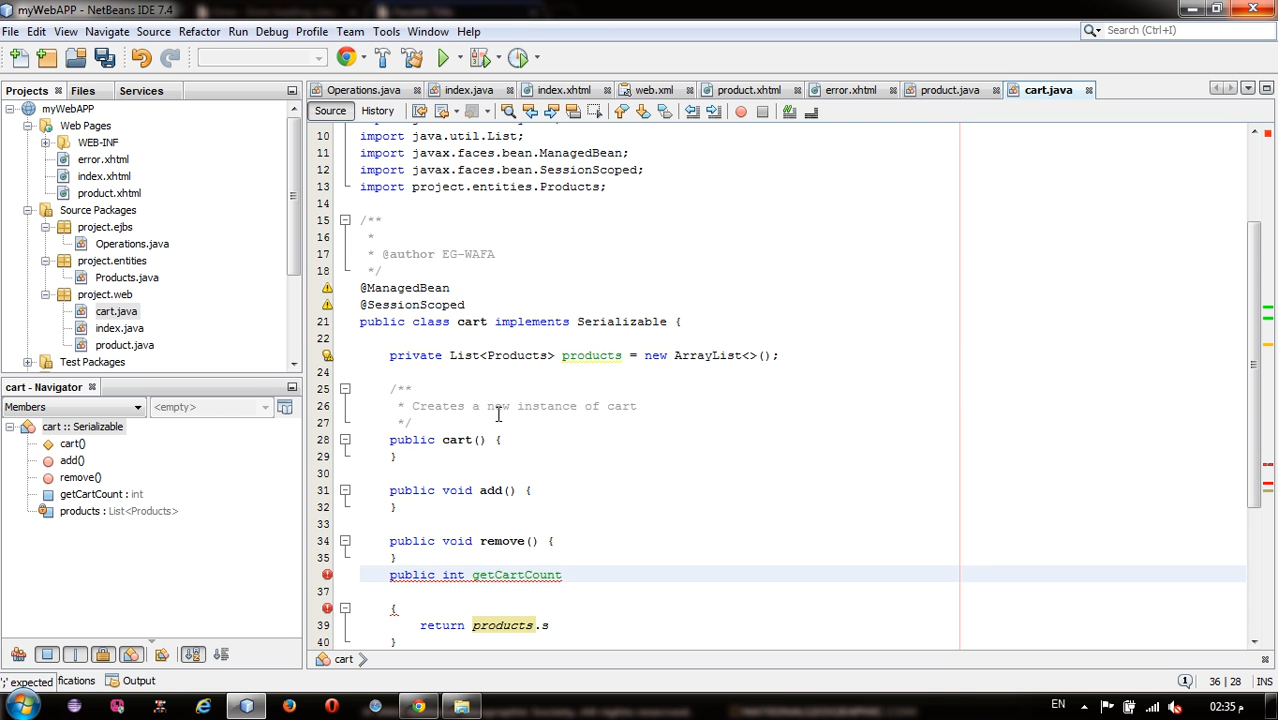 myWebAPP - NetBeans IDE 7.4
File Edit View Navigate Source Refactor Run Debug Profile Team Tools Window Help
Search (Ctrl+I)
Projects Files Services
Operations.java index.java index.xhtml web.xml product.xhtml error.xhtml product.java cart.java
Source History
myWebAPP
Web Pages
WEB-INF
error.xhtml
index.xhtml
product.xhtml
Source Packages
project.ejbs
Operations.java
project.entities
Products.java
project.web
cart.java
index.java
product.java
Test Packages
cart - Navigator
Members <empty>
cart :: Serializable
cart()
add()
remove()
getCartCount : int
products : List<Products>
10 import java.util.List;
11 import javax.faces.bean.ManagedBean;
12 import javax.faces.bean.SessionScoped;
13 import project.entities.Products;
14
15 /**
16 *
17 * @author EG-WAFA
18 */
@ManagedBean
@SessionScoped
21 public class cart implements Serializable {
22
private List<Products> products = new ArrayList<>();
24
25 /**
26 * Creates a new instance of cart
27 */
28 public cart() {
29 }
30
31 public void add() {
32 }
33
34 public void remove() {
35 }
public int getCartCount
37
{
39 return products.s
40 }
cart
';' expected fications Output
36 | 28 INS
EN
02:35 م